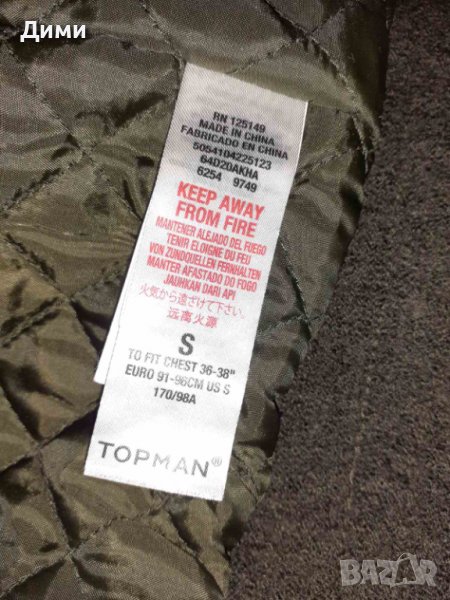 Дими
RN 125149
MADE IN CHINA
FABRICADO EN CHINA
5054104225123
64D20AKHA
6254 9749
KEEP AWAY
FROM FIRE
MANTENER ALEJADO DEL FUEGO
TENIR ELOIGNE DU FEU
VON ZUNDQUELLEN FERNHALTEN
MANTER AFASTADO DO FOGO
JAUHKAN DARI API
火気から遠ざけて下さい。
远离火源
S
TO FIT CHEST 36-38"
EURO 91-96CM US S
170/98A
TOPMAN®
BAZAR.bg